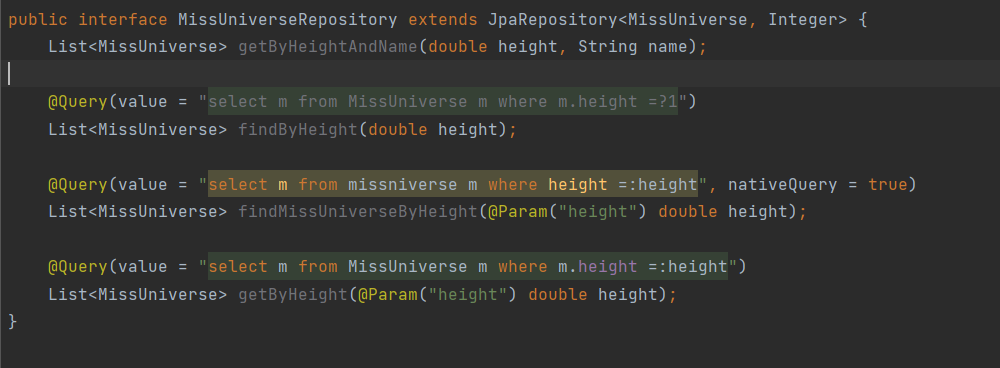 public interface MissUniverseRepository extends JpaRepository<MissUniverse, Integer> {
List<MissUniverse> getByHeightAndName(double height, String name);
@Query(value = "select m from MissUniverse m where m.height =?1")
List<MissUniverse> findByHeight(double height);
@Query(value = "select m from missniverse m where height =:height", nativeQuery = true)
List<MissUniverse> findMissUniverseByHeight(@Param("height") double height);
@Query(value = "select m from MissUniverse m where m.height =:height")
List<MissUniverse> getByHeight(@Param("height") double height);
}